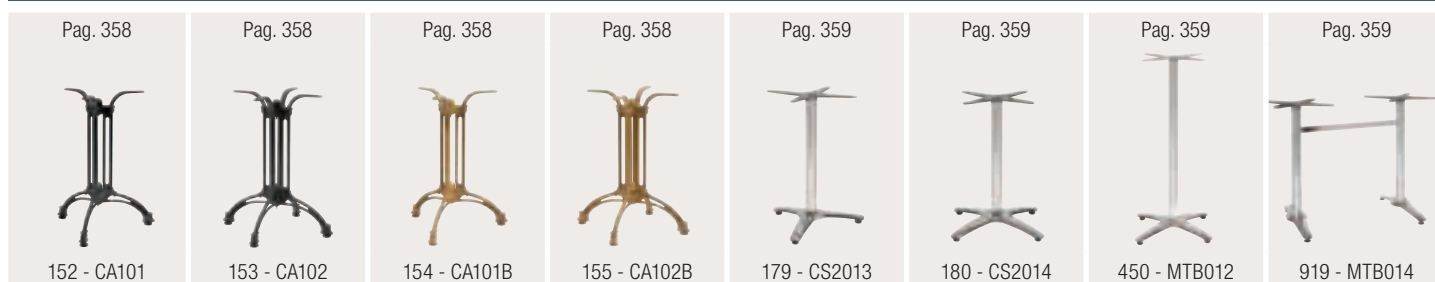 Pag. 358 Pag. 358 Pag. 358 Pag. 358 Pag. 359 Pag. 359 Pag. 359 Pag. 359
152 - CA101 153 - CA102 154 - CA101B 155 - CA102B 179 - CS2013 180 - CS2014 450 - MTB012 919 - MTB014